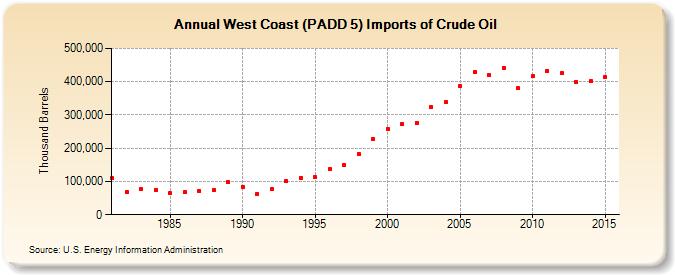 Annual West Coast (PADD 5) Imports of Crude Oil
Thousand Barrels
500,000
400,000
300,000
200,000
100,000
0
1985 1990 1995 2000 2005 2010 2015
Source: U.S. Energy Information Administration